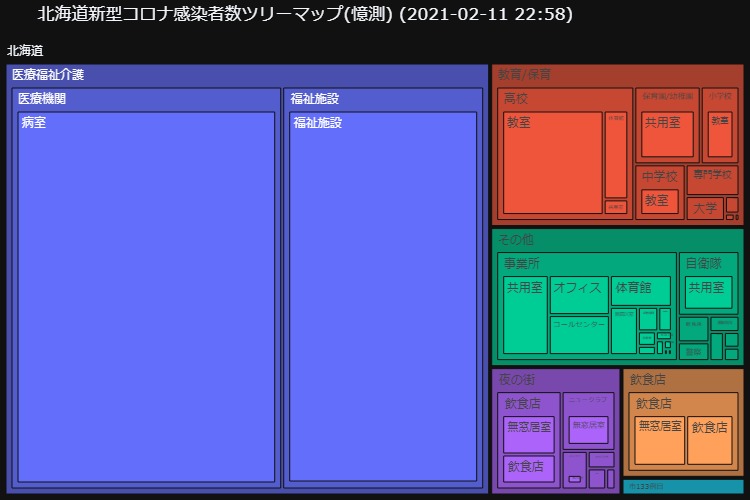 北海道新型コロナ感染者数ツリーマップ(憶測) (2021-02-11 22:58)
北海道
医療福祉介護
医療機関
病室
福祉施設
福祉施設
教育/保育
高校
教室
保育園/幼稚園
共用室
小学校
教室
中学校
教室
専門学校
大学
その他
事業所
共用室
オフィス
体育館
コールセンター
自衛隊
共用室
夜の街
飲食店
無窓居室
飲食店
ニュークラブ
無窓居室
飲食店
飲食店
無窓居室
飲食店
市133例目